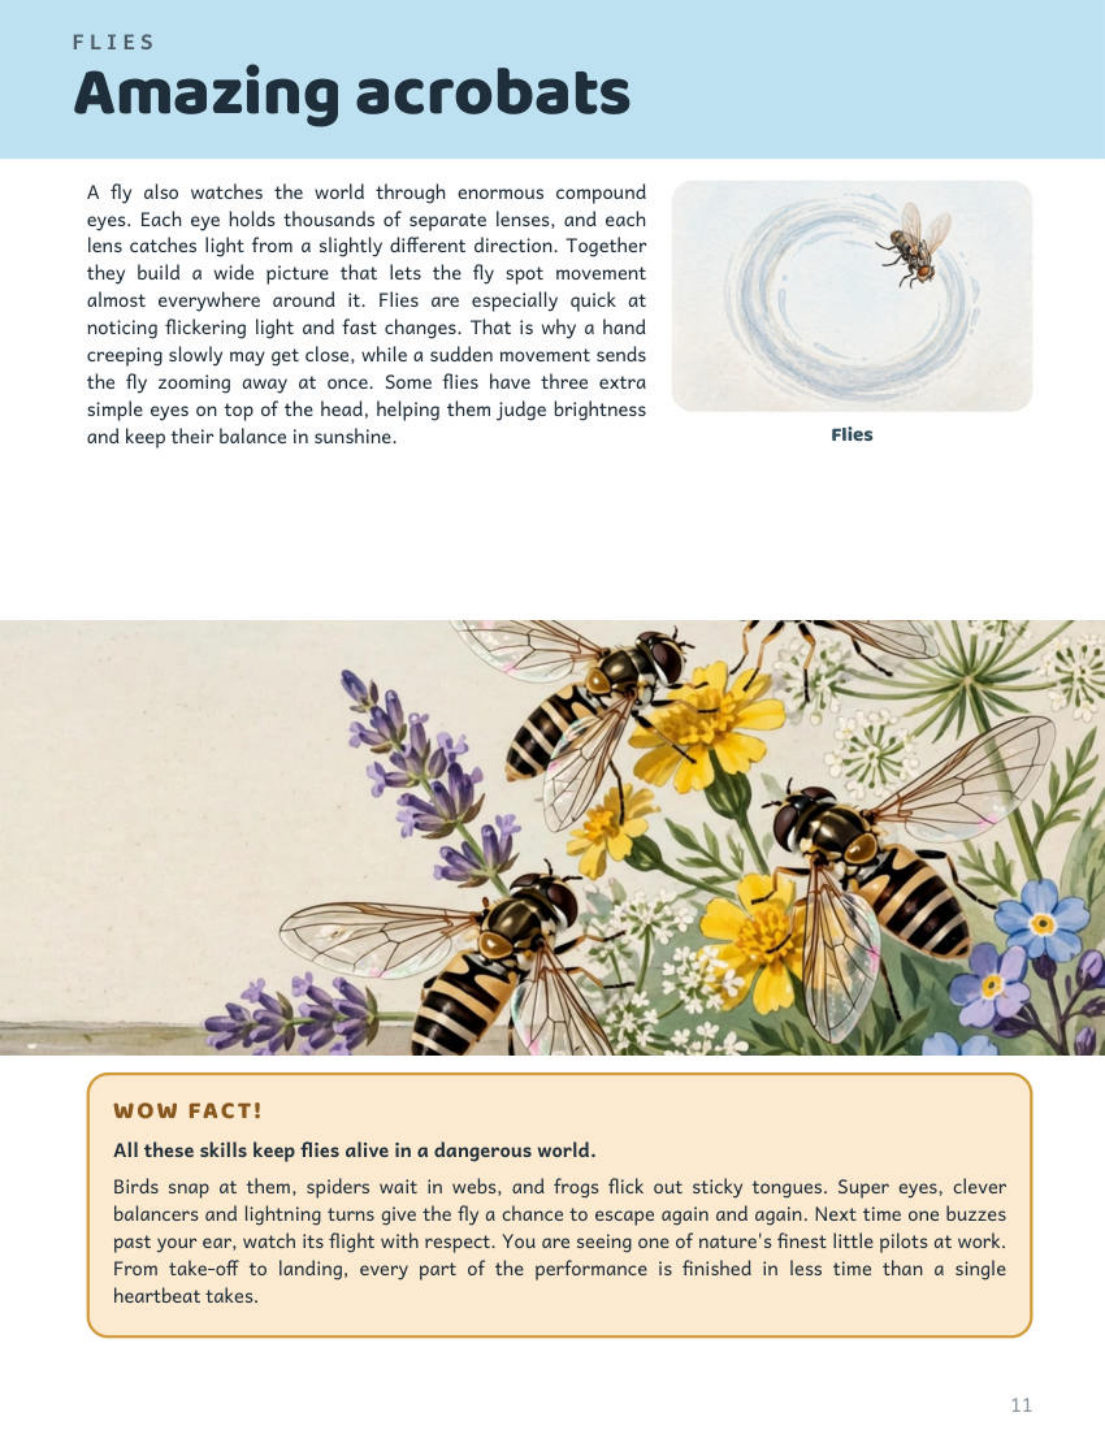 FLIES
Amazing acrobats
A fly also watches the world through enormous compound
eyes. Each eye holds thousands of separate lenses, and each
lens catches light from a slightly different direction. Together
they build a wide picture that lets the fly spot movement
almost everywhere around it. Flies are especially quick at
noticing flickering light and fast changes. That is why a hand
creeping slowly may get close, while a sudden movement sends
the fly zooming away at once. Some flies have three extra
simple eyes on top of the head, helping them judge brightness
and keep their balance in sunshine.
Flies
WOW FACT!
All these skills keep flies alive in a dangerous world.
Birds snap at them, spiders wait in webs, and frogs flick out sticky tongues. Super eyes, clever
balancers and lightning turns give the fly a chance to escape again and again. Next time one buzzes
past your ear, watch its flight with respect. You are seeing one of nature's finest little pilots at work.
From take-off to landing, every part of the performance is finished in less time than a single
heartbeat takes.
11